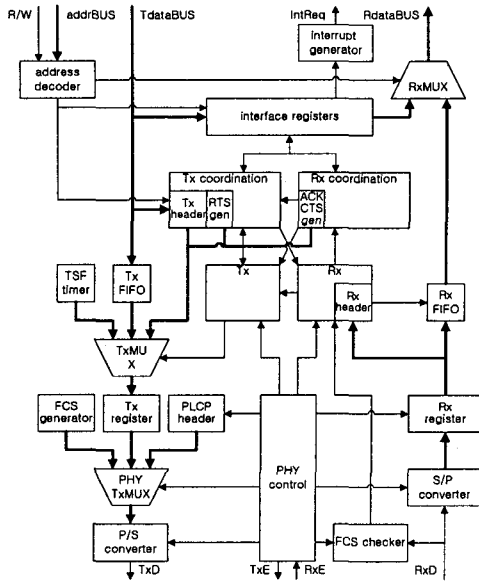 R/W addrBUS TdataBUS IntReq RdataBUS
interrupt
generator
address
decoder
RxMUX
interface registers
Tx coordination
Rx coordination
Tx
header
RTS
gen
ACK
CTS
gen
TSF
timer
Tx
FIFO
Tx
Rx
Rx
header
Rx
FIFO
TxMU
X
FCS
generator
Tx
register
PLCP
header
PHY
control
Rx
register
PHY
TxMUX
S/P
converter
P/S
converter
FCS checker
TxD TxE RxE RxD